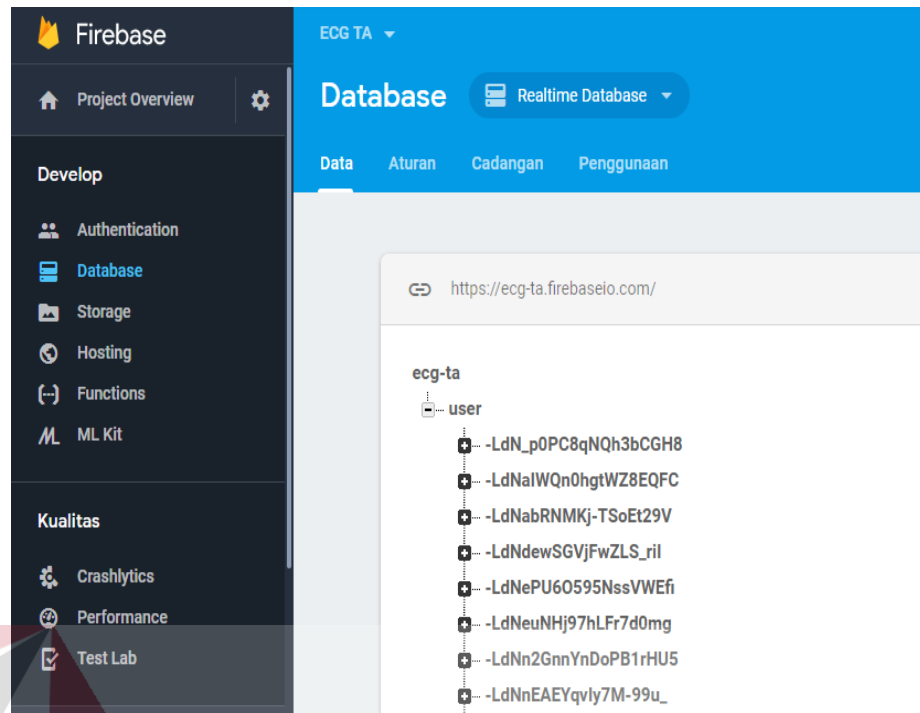 Firebase
Project Overview
Develop
Authentication
Database
Storage
Hosting
Functions
ML Kit
Kualitas
Crashlytics
Performance
Test Lab
ECG TA
Database
Realtime Database
Data Aturan Cadangan Penggunaan
https://ecg-ta.firebaseio.com/
ecg-ta
user
-LdN_p0PC8qNQh3bCGH8
-LdNalWQn0hgtWZ8EQFC
-LdNabRNMKj-TSoEt29V
-LdNdewSGVjFwZLS_ril
-LdNePU6O595NssVWEfi
-LdNeuNHj97hLFr7d0mg
-LdNn2GnnYnDoPB1rHU5
-LdNnEAEYqvly7M-99u_